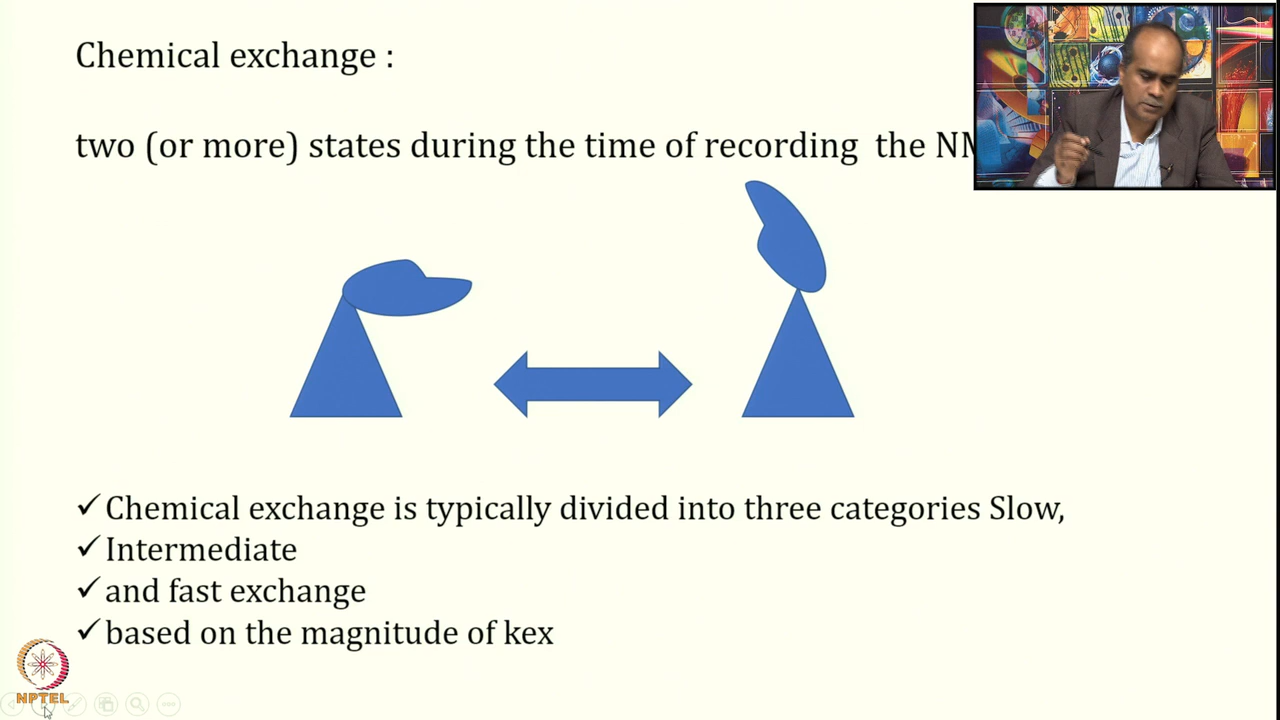 Chemical exchange :
two (or more) states during the time of recording the
✓ Chemical exchange is typically divided into three categories Slow,
✓ Intermediate
✓ and fast exchange
✓ based on the magnitude of kex
NPTEL